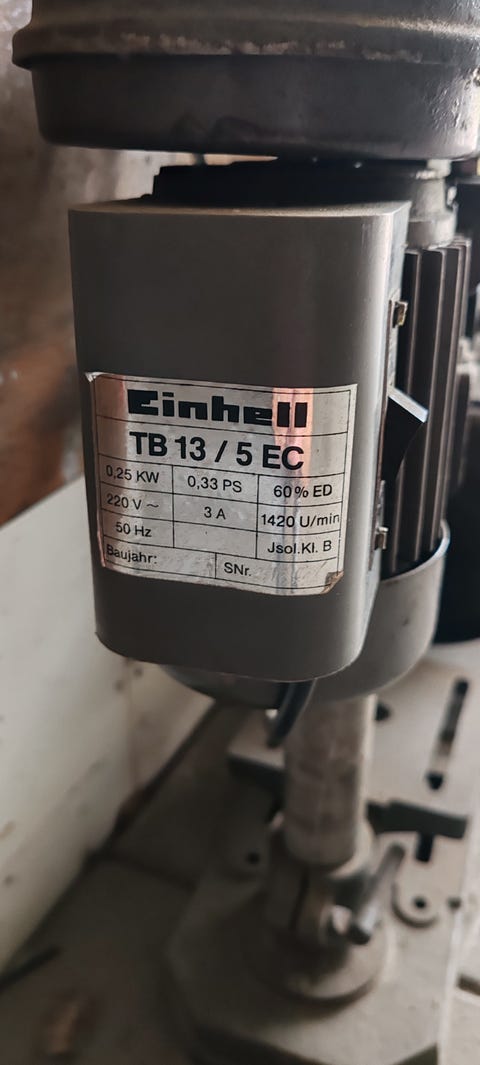 Einhell
TB 13 / 5 EC
0,25 KW 0,33 PS 60% ED
220 V ~ 3 A 1420 U/min
50 Hz Jsol.Kl. B
Baujahr: SNr.